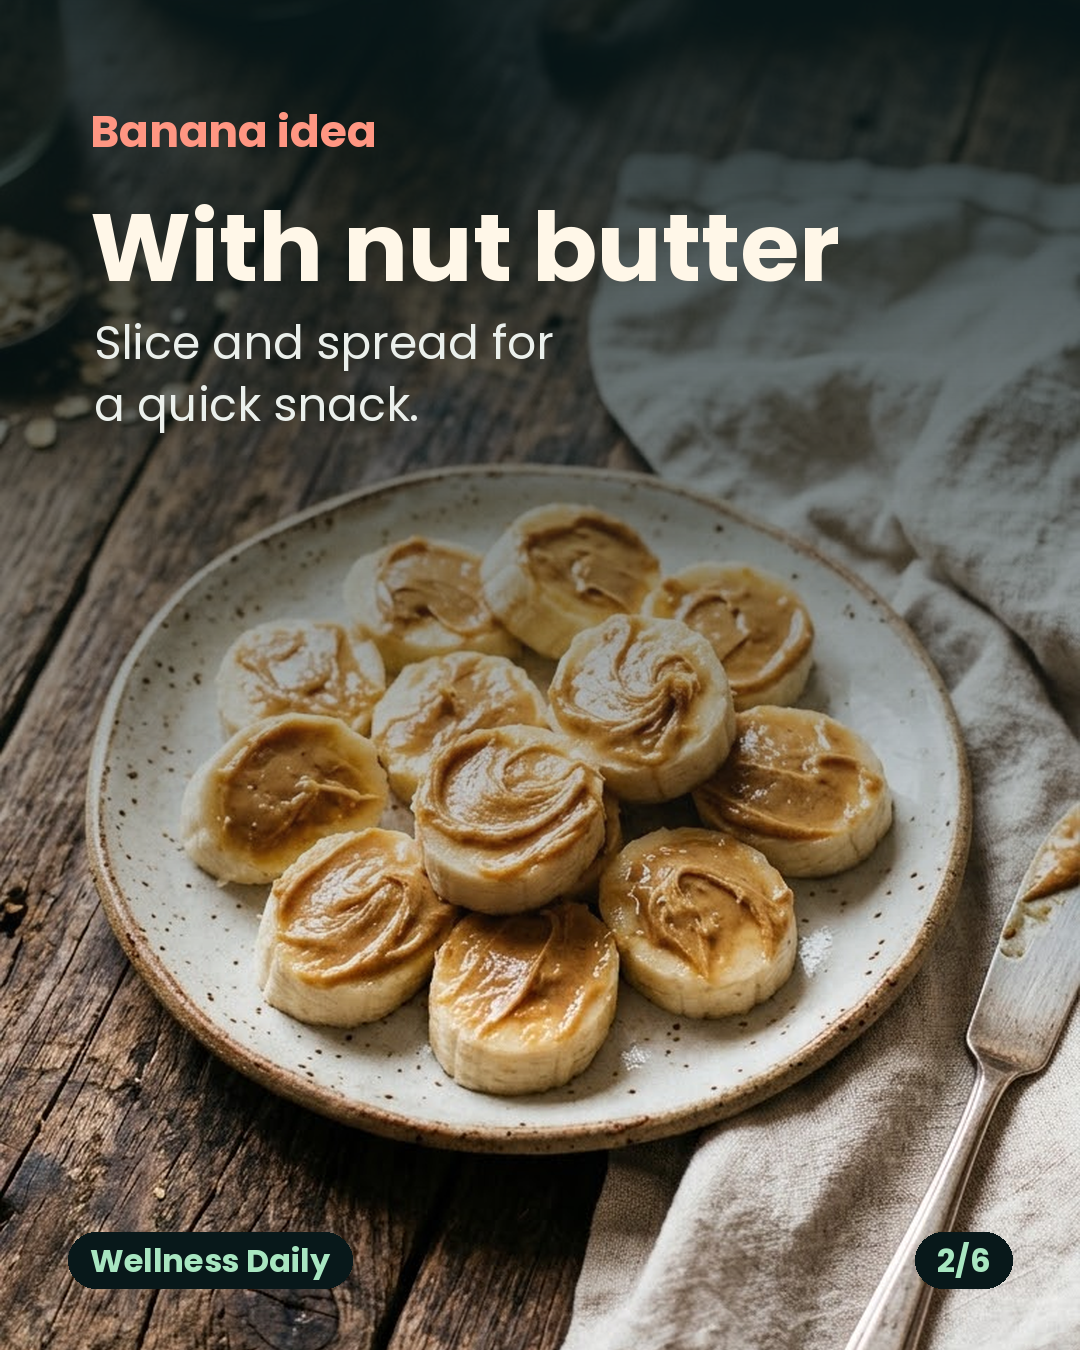 Banana idea
With nut butter
Slice and spread for
a quick snack.
Wellness Daily
2/6